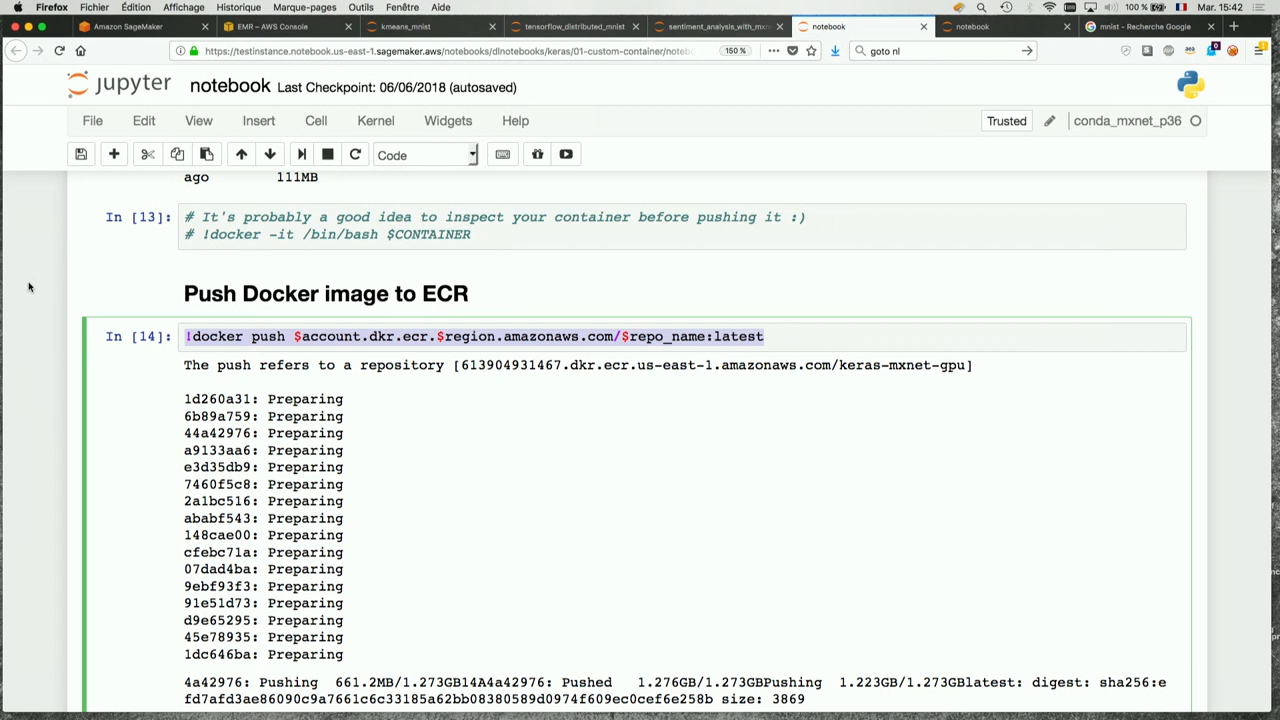 Firefox Fichier Édition Affichage Historique Marque-pages Outils Fenêtre Aide 100 % Mar. 15:42
Amazon SageMaker EMR – AWS Console kmeans_mnist tensorflow_distributed_mnist sentiment_analysis_with_mxn notebook notebook mnist - Recherche Google
https://testinstance.notebook.us-east-1.sagemaker.aws/notebooks/dlnotebooks/keras/01-custom-container/noteb 150 % goto nl
jupyter notebook Last Checkpoint: 06/06/2018 (autosaved)
File Edit View Insert Cell Kernel Widgets Help Trusted conda_mxnet_p36
Code
ago 111MB
In [13]: # It's probably a good idea to inspect your container before pushing it :)
# !docker -it /bin/bash $CONTAINER
Push Docker image to ECR
In [14]: !docker push $account.dkr.ecr.$region.amazonaws.com/$repo_name:latest
The push refers to a repository [613904931467.dkr.ecr.us-east-1.amazonaws.com/keras-mxnet-gpu]
1d260a31: Preparing
6b89a759: Preparing
44a42976: Preparing
a9133aa6: Preparing
e3d35db9: Preparing
7460f5c8: Preparing
2a1bc516: Preparing
ababf543: Preparing
148cae00: Preparing
cfebc71a: Preparing
07dad4ba: Preparing
9ebf93f3: Preparing
91e51d73: Preparing
d9e65295: Preparing
45e78935: Preparing
1dc646ba: Preparing
4a42976: Pushing 661.2MB/1.273GB14A4a42976: Pushed 1.276GB/1.273GBPushing 1.223GB/1.273GBlatest: digest: sha256:e
fd7afd3ae86090c9a7661c6c33185a62bb08380589d0974f609ec0cef6e258b size: 3869